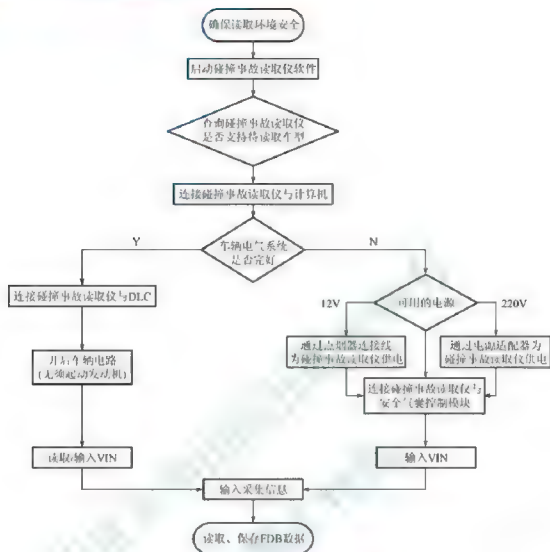 确保读取环境安全
启动碰撞事故读取仪软件
查询碰撞事故读取仪
是否支持待读取车型
连接碰撞事故读取仪与计算机
Y
车辆电气系统
是否完好
N
连接碰撞事故读取仪与DLC
12V
可用的电源
220V
开启车辆电路
(无须起动发动机)
通过点烟器连接线
为碰撞事故读取仪供电
通过电源适配器为
碰撞事故读取仪供电
连接碰撞事故读取仪与
安全气囊控制模块
读取/输入VIN
输入VIN
输入采集信息
读取、保存EDR数据